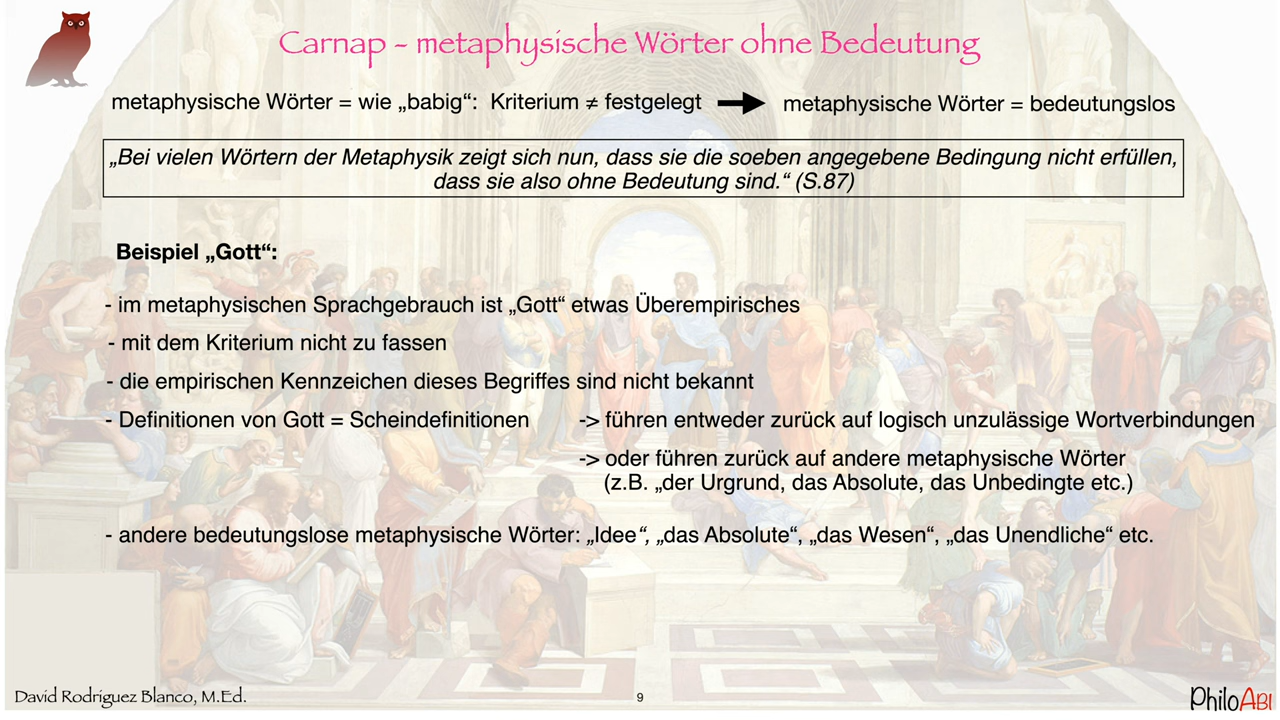 Carnap - metaphysische Wörter ohne Bedeutung
metaphysische Wörter = wie „babig“: Kriterium ≠ festgelegt
metaphysische Wörter = bedeutungslos
„Bei vielen Wörtern der Metaphysik zeigt sich nun, dass sie die soeben angegebene Bedingung nicht erfüllen,
dass sie also ohne Bedeutung sind.“ (S.87)
Beispiel „Gott“:
- im metaphysischen Sprachgebrauch ist „Gott“ etwas Überempirisches
- mit dem Kriterium nicht zu fassen
- die empirischen Kennzeichen dieses Begriffes sind nicht bekannt
- Definitionen von Gott = Scheindefinitionen
-> führen entweder zurück auf logisch unzulässige Wortverbindungen
-> oder führen zurück auf andere metaphysische Wörter
(z.B. „der Urgrund, das Absolute, das Unbedingte etc.)
- andere bedeutungslose metaphysische Wörter: „Idee“, „das Absolute“, „das Wesen“, „das Unendliche“ etc.
David Rodríguez Blanco, M.Ed.
9
PhiloABI